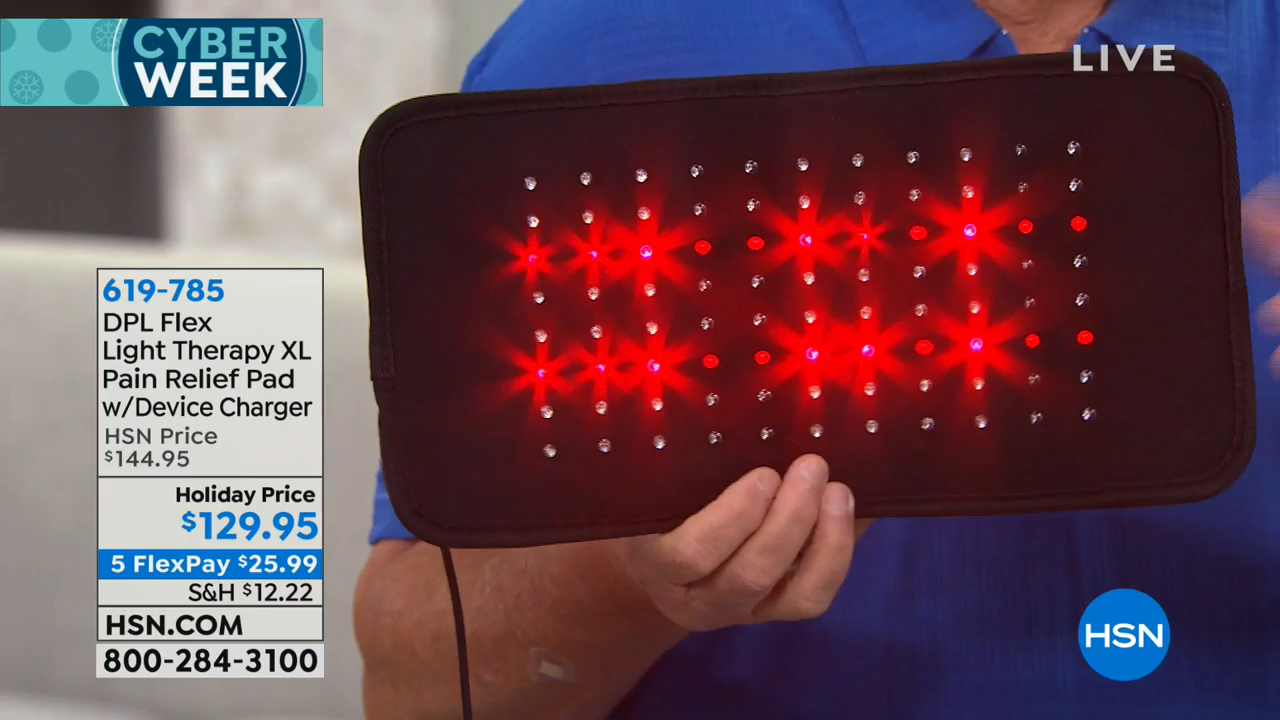 CYBER
WEEK
LIVE
619-785
DPL Flex
Light Therapy XL
Pain Relief Pad
w/Device Charger
HSN Price
$144.95
Holiday Price
$129.95
5 FlexPay $25.99
S&H $12.22
HSN.COM
800-284-3100
HSN